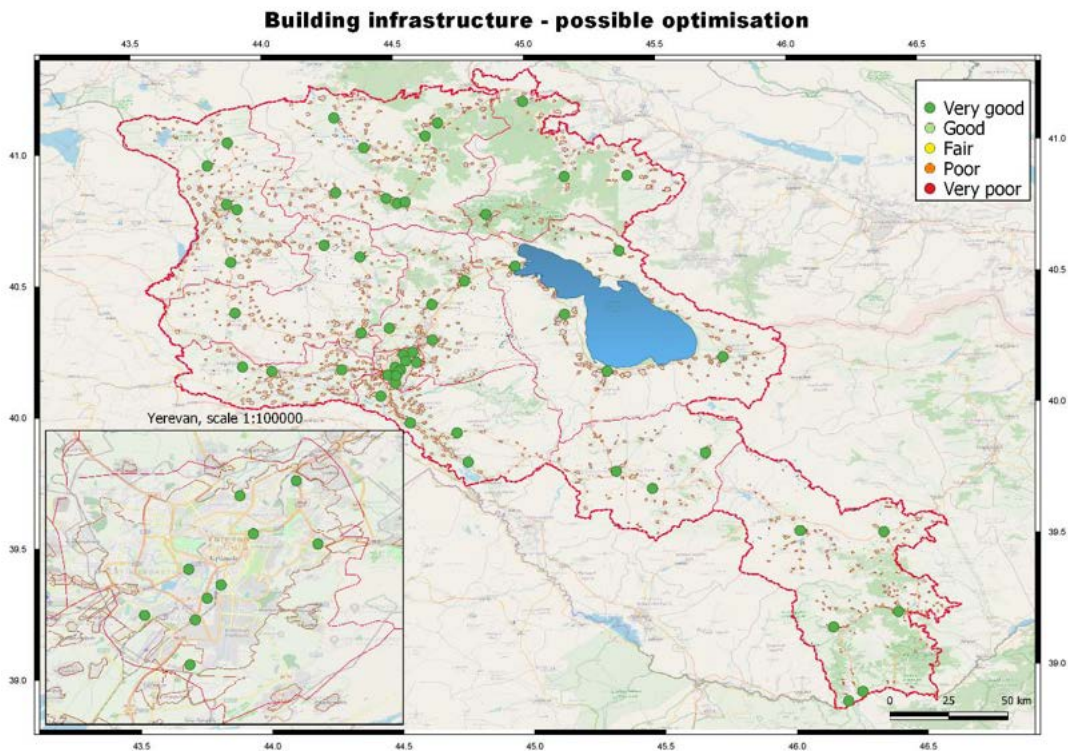 Building infrastructure - possible optimisation
43.5 44.0 44.5 45.0 45.5 46.0 46.5
Very good
Good
Fair
Poor
Very poor
41.0 41.0
40.5 40.5
40.0 40.0
Yerevan, scale 1:100000
39.5 39.5
39.0 39.0
0 25 50 km
43.5 44.0 44.5 45.0 45.5 46.0 46.5